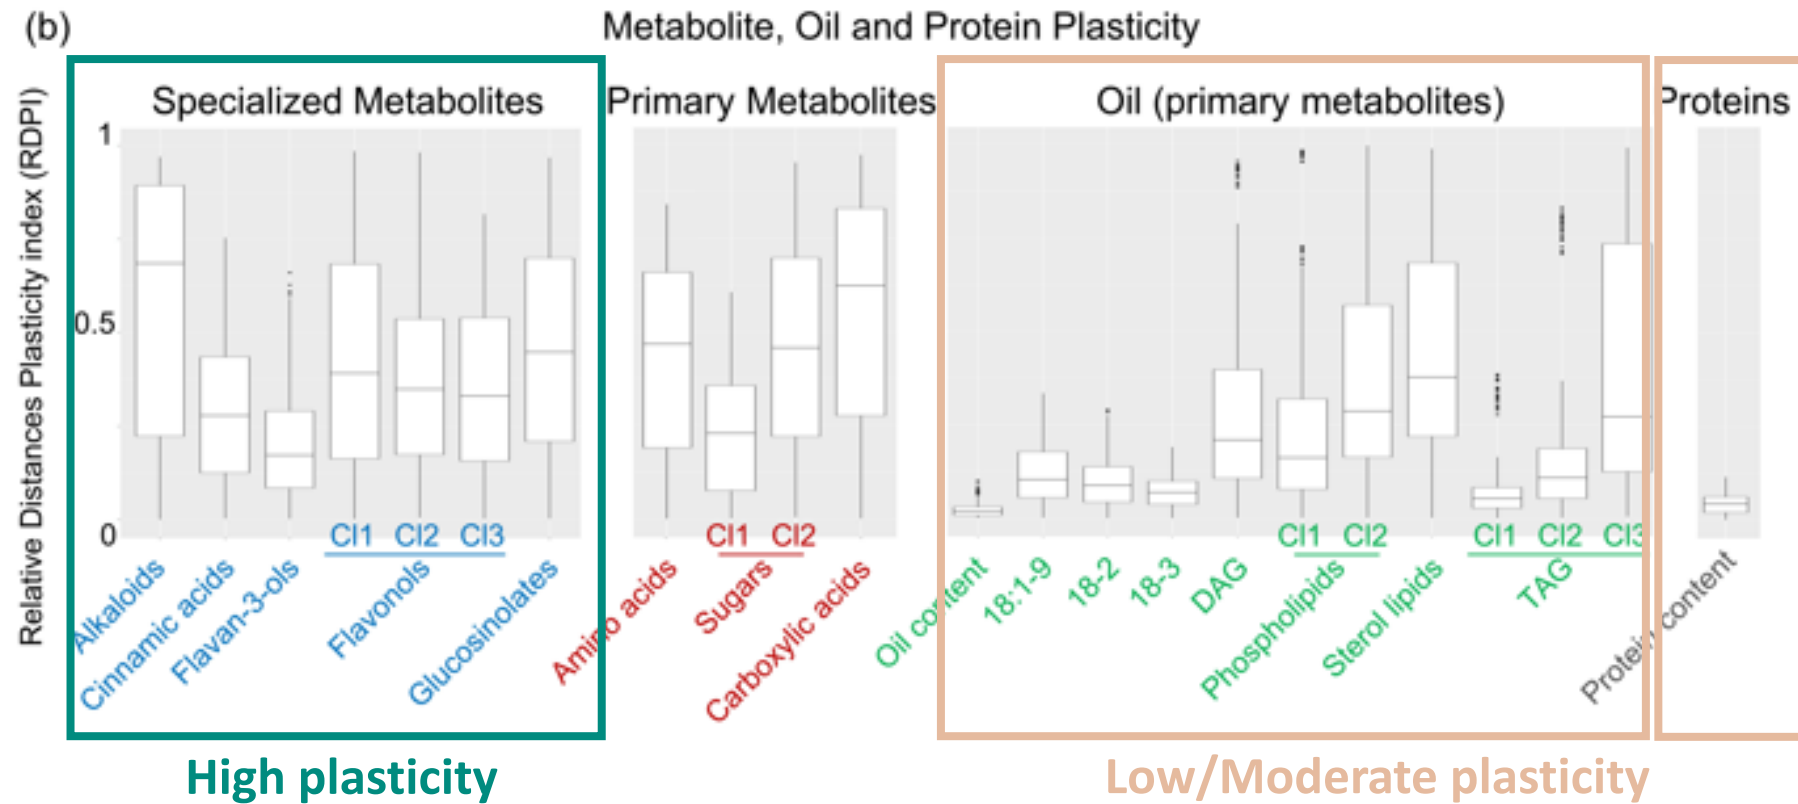 (b)
Metabolite, Oil and Protein Plasticity
Specialized Metabolites
Primary Metabolites
Oil (primary metabolites)
Proteins
Relative Distances Plasticity index (RDPI)
1
0.5
0
Cl1 Cl2 Cl3
Cl1 Cl2
Cl1 Cl2
Cl1 Cl2 Cl3
Alkaloids
Cinnamic acids
Flavan-3-ols
Flavonols
Glucosinolates
Amino acids
Sugars
Carboxylic acids
Oil content
18:1-9
18-2
18-3
DAG
Phospholipids
Sterol lipids
TAG
Protein content
High plasticity
Low/Moderate plasticity